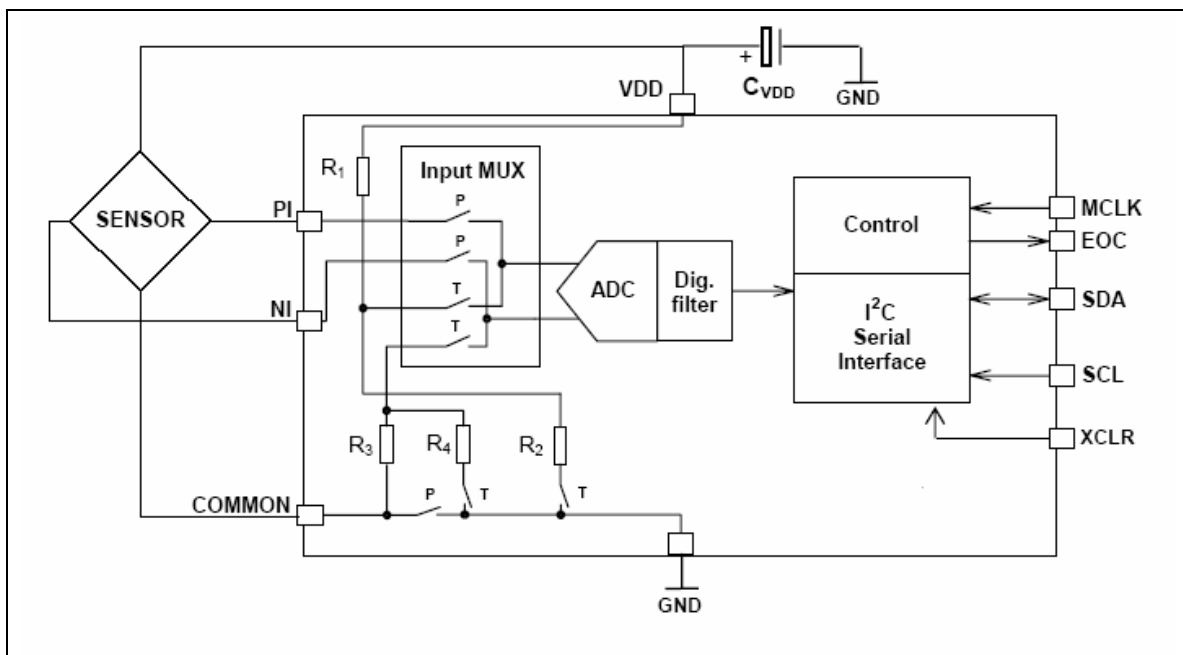 VDD
+
C_VDD
GND
R₁
Input MUX
SENSOR
PI
P
P
T
T
NI
ADC
Dig.
filter
Control
I²C
Serial
Interface
MCLK
EOC
SDA
SCL
XCLR
R₃
R₄
R₂
COMMON
P
T
T
GND